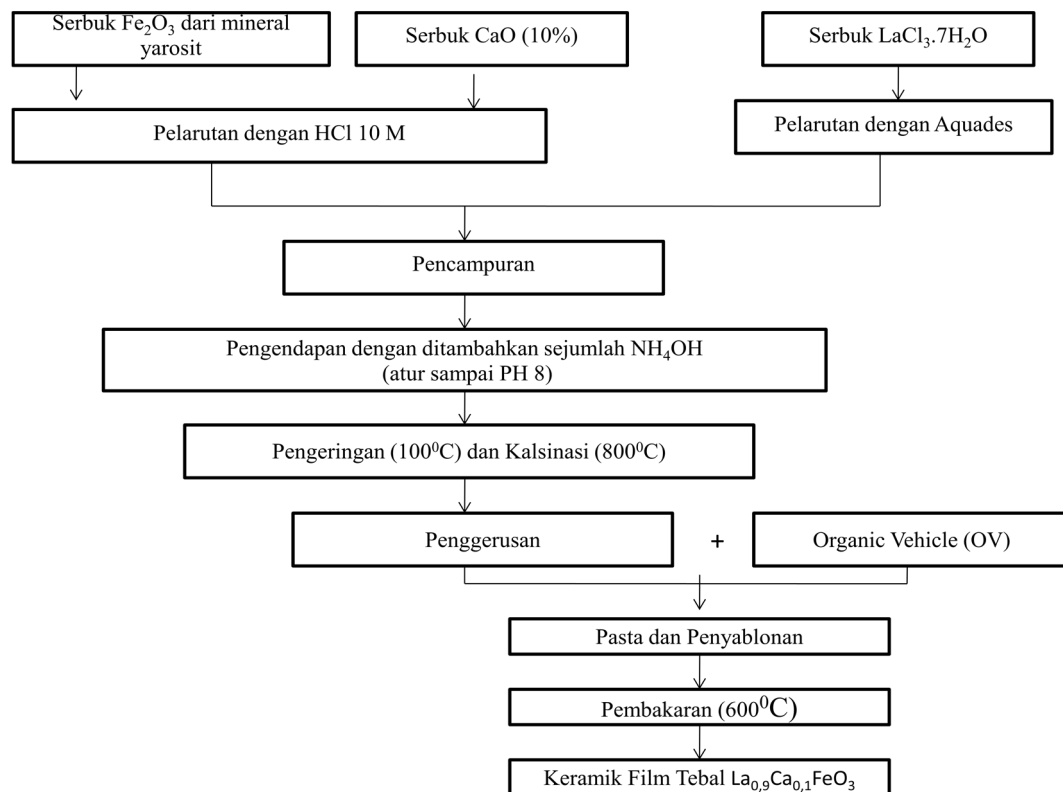 Serbuk Fe₂O₃ dari mineral
yarosit
Serbuk CaO (10%)
Serbuk LaCl₃.7H₂O
Pelarutan dengan HCl 10 M
Pelarutan dengan Aquades
Pencampuran
Pengendapan dengan ditambahkan sejumlah NH₄OH
(atur sampai PH 8)
Pengeringan (100⁰C) dan Kalsinasi (800⁰C)
Penggerusan
+
Organic Vehicle (OV)
Pasta dan Penyablonan
Pembakaran (600⁰C)
Keramik Film Tebal La₀,₉Ca₀,₁FeO₃